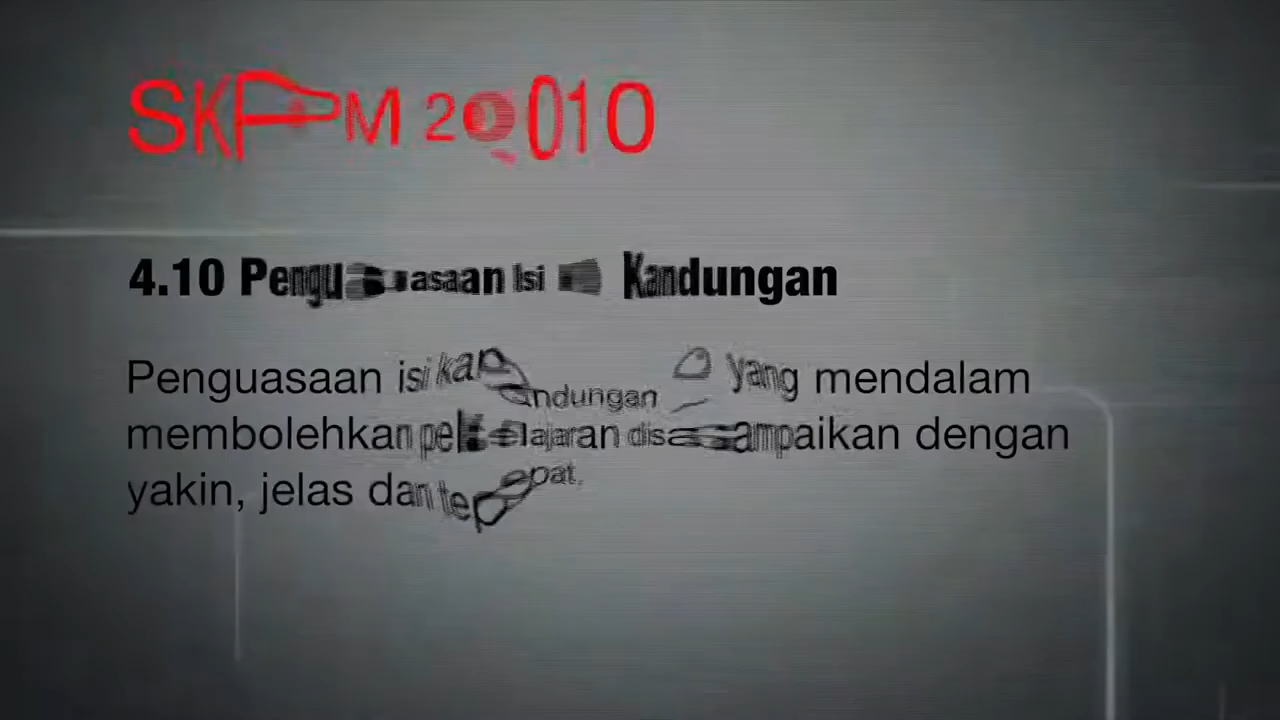 SKPM 2010
4.10 Penguasaan Isi Kandungan
Penguasaan isi kandungan yang mendalam
membolehkan pelajaran disampaikan dengan
yakin, jelas dan tepat.